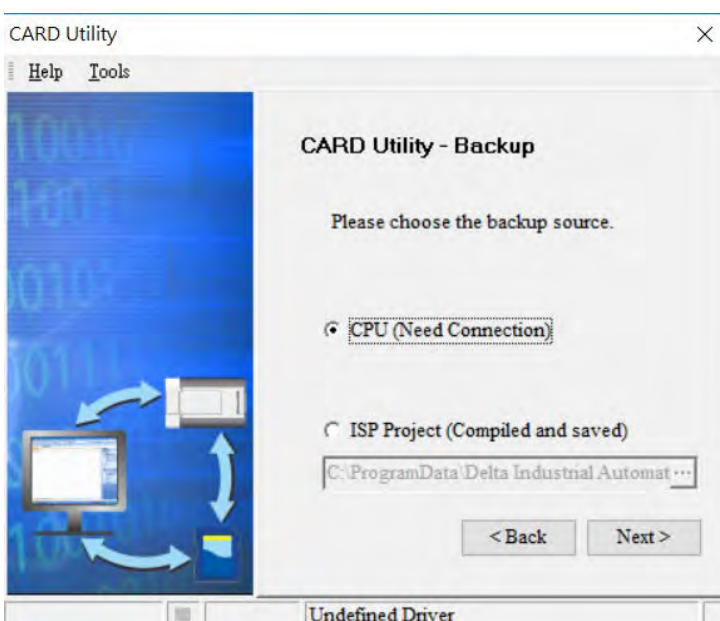 CARD Utility
Help Tools
CARD Utility - Backup
Please choose the backup source.
CPU (Need Connection)
ISP Project (Compiled and saved)
C:\ProgramData\Delta Industrial Automat ...
< Back Next >
Undefined Driver